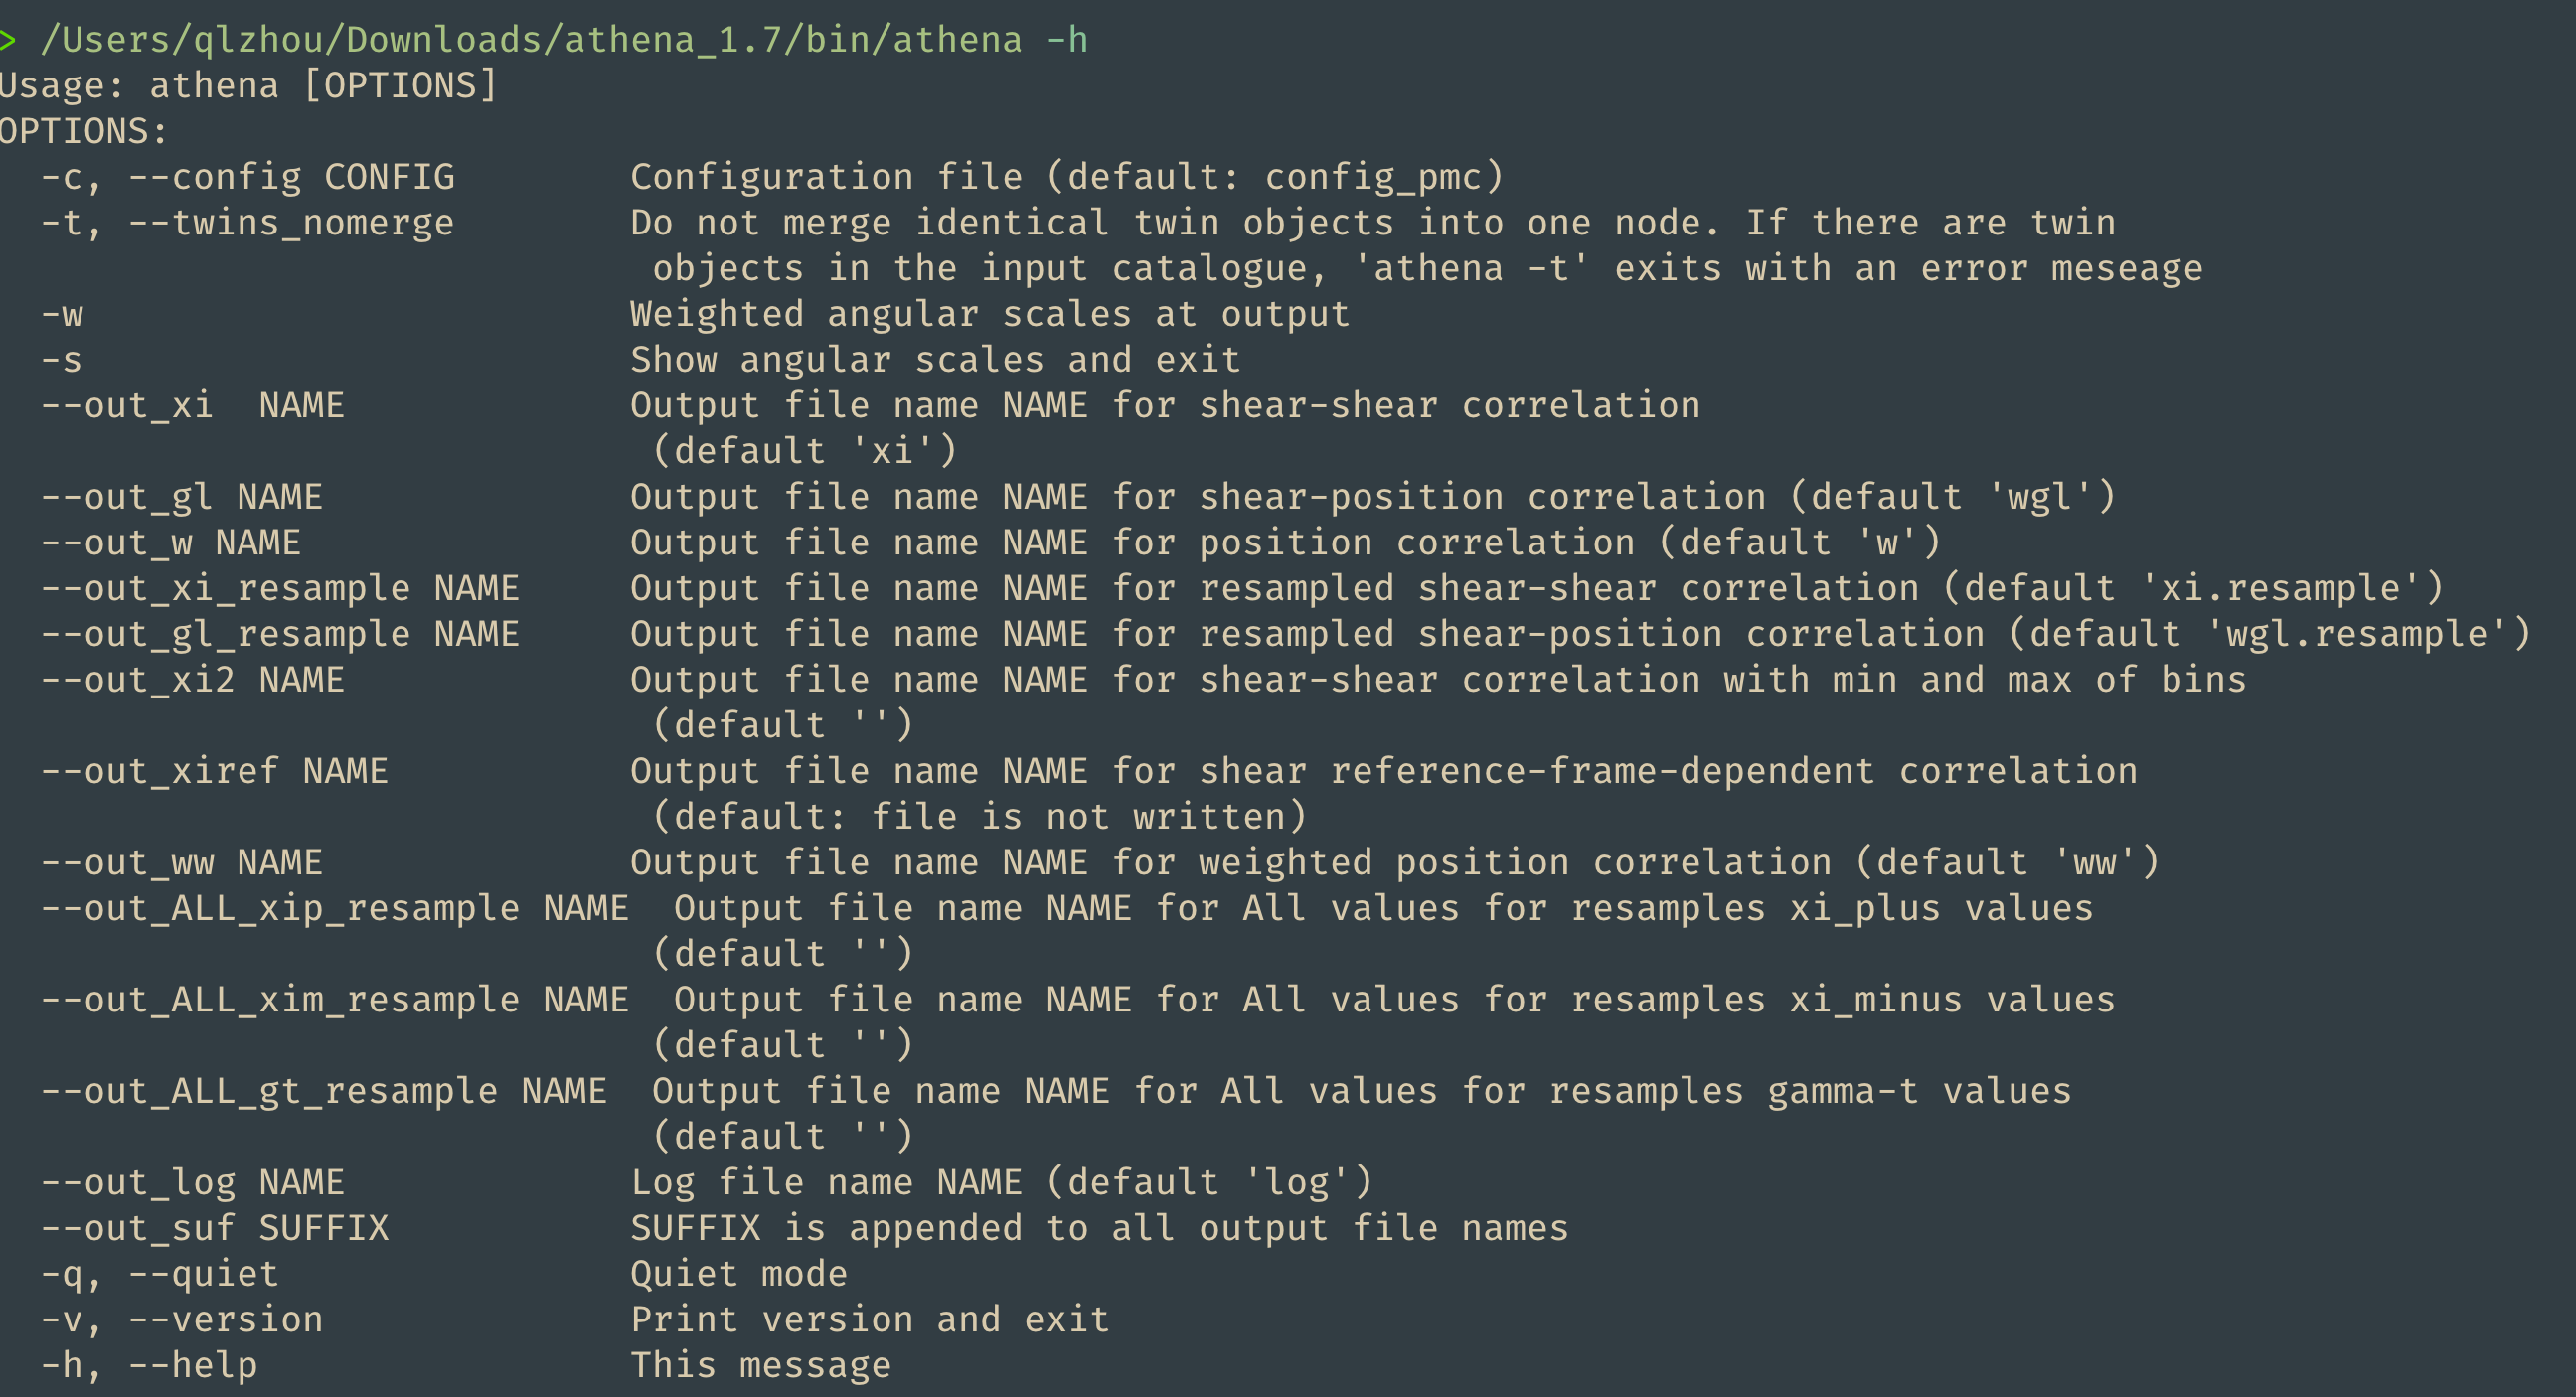 > /Users/qlzhou/Downloads/athena_1.7/bin/athena -h
Usage: athena [OPTIONS]
OPTIONS:
  -c, --config CONFIG        Configuration file (default: config_pmc)
  -t, --twins_nomerge        Do not merge identical twin objects into one node. If there are twin
                              objects in the input catalogue, 'athena -t' exits with an error meseage
  -w                         Weighted angular scales at output
  -s                         Show angular scales and exit
  --out_xi  NAME             Output file name NAME for shear-shear correlation
                              (default 'xi')
  --out_gl NAME              Output file name NAME for shear-position correlation (default 'wgl')
  --out_w NAME               Output file name NAME for position correlation (default 'w')
  --out_xi_resample NAME     Output file name NAME for resampled shear-shear correlation (default 'xi.resample')
  --out_gl_resample NAME     Output file name NAME for resampled shear-position correlation (default 'wgl.resample')
  --out_xi2 NAME             Output file name NAME for shear-shear correlation with min and max of bins
                              (default '')
  --out_xiref NAME           Output file name NAME for shear reference-frame-dependent correlation
                              (default: file is not written)
  --out_ww NAME              Output file name NAME for weighted position correlation (default 'ww')
  --out_ALL_xip_resample NAME  Output file name NAME for All values for resamples xi_plus values
                              (default '')
  --out_ALL_xim_resample NAME  Output file name NAME for All values for resamples xi_minus values
                              (default '')
  --out_ALL_gt_resample NAME  Output file name NAME for All values for resamples gamma-t values
                              (default '')
  --out_log NAME             Log file name NAME (default 'log')
  --out_suf SUFFIX           SUFFIX is appended to all output file names
  -q, --quiet                Quiet mode
  -v, --version              Print version and exit
  -h, --help                 This message